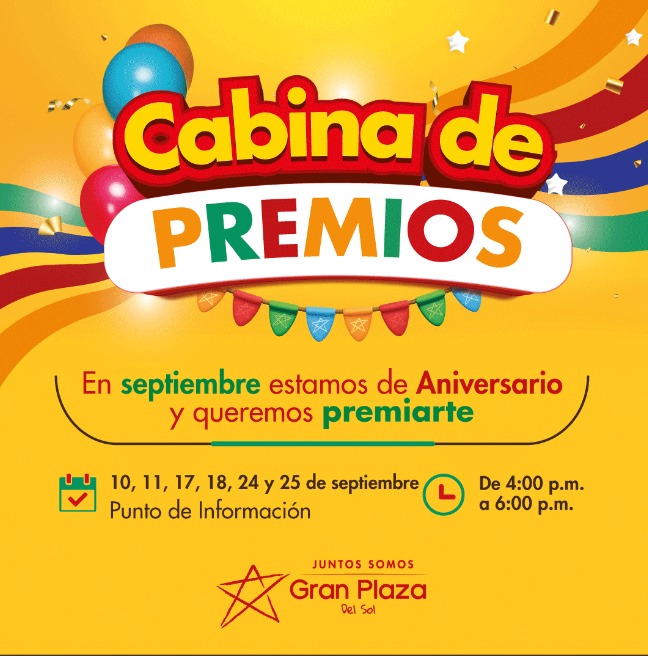 Cabina de
PREMIOS
En septiembre estamos de Aniversario
y queremos premiarte
10, 11, 17, 18, 24 y 25 de septiembre
Punto de Información
De 4:00 p.m.
a 6:00 p.m.
JUNTOS SOMOS
Gran Plaza
Del Sol